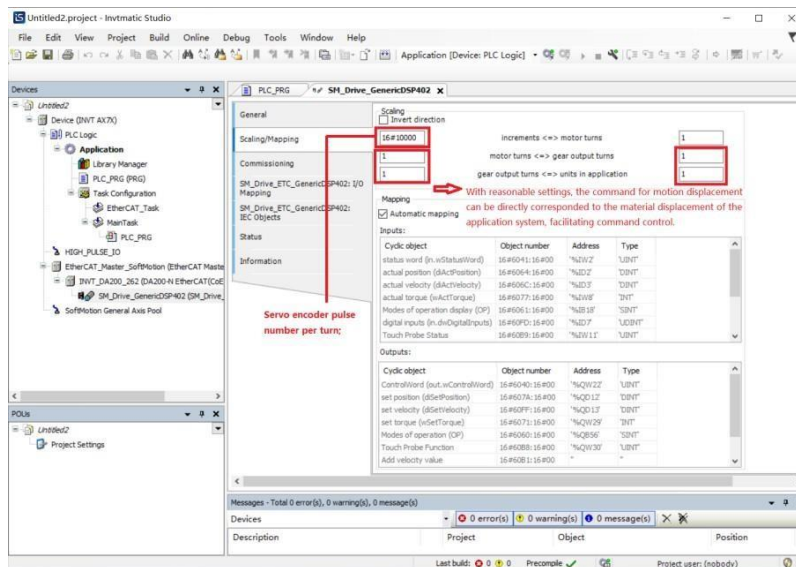 Untitled2.project - Invtmatic Studio
File Edit View Project Build Online Debug Tools Window Help
Application [Device: PLC Logic]
Devices
Untitled2
Device (INVT AX7X)
PLC Logic
Application
Library Manager
PLC_PRG (PRG)
Task Configuration
EtherCAT_Task
MainTask
PLC_PRG
HIGH_PULSE_IO
EtherCAT_Master_SoftMotion (EtherCAT Maste
INVT_DA200_262 (DA200-N EtherCAT(CoE
SM_Drive_GenericDSP402 (SM_Drive_
SoftMotion General Axis Pool
POUs
Untitled2
Project Settings
PLC_PRG SM_Drive_GenericDSP402
General
Scaling/Mapping
Commissioning
SM_Drive_ETC_GenericDSP402: I/O Mapping
SM_Drive_ETC_GenericDSP402: IEC Objects
Status
Information
Scaling
Invert direction
16#10000 increments <=> motor turns 1
1 motor turns <=> gear output turns 1
1 gear output turns <=> units in application 1
With reasonable settings, the command for motion displacement
can be directly corresponded to the material displacement of the
application system, facilitating command control.
Servo encoder pulse
number per turn;
Mapping
Automatic mapping
Inputs:
Cyclic object Object number Address Type
status word (in.wStatusWord) 16#6041:16#00 '%IW2' 'UINT'
actual position (diActPosition) 16#6064:16#00 '%ID2' 'DINT'
actual velocity (diActVelocity) 16#606C:16#00 '%ID3' 'DINT'
actual torque (wActTorque) 16#6077:16#00 '%IW8' 'INT'
Modes of operation display (OP) 16#6061:16#00 '%IB18' 'SINT'
digital inputs (in.dwDigitalInputs) 16#60FD:16#00 '%ID7' 'UDINT'
Touch Probe Status 16#60B9:16#00 '%IW11' 'UINT'
Outputs:
Cyclic object Object number Address Type
ControlWord (out.wControlWord) 16#6040:16#00 '%QW22' 'UINT'
set position (diSetPosition) 16#607A:16#00 '%QD12' 'DINT'
set velocity (diSetVelocity) 16#60FF:16#00 '%QD13' 'DINT'
set torque (wSetTorque) 16#6071:16#00 '%QW29' 'INT'
Modes of operation (OP) 16#6060:16#00 '%QB56' 'SINT'
Touch Probe Function 16#60B8:16#00 '%QW30' 'UINT'
Add velocity value 16#60B1:16#00 '' ''
Messages - Total 0 error(s), 0 warning(s), 0 message(s)
Devices 0 error(s) 0 warning(s) 0 message(s)
Description Project Object Position
Last build: 0 0 Precompile Project user: (nobody)